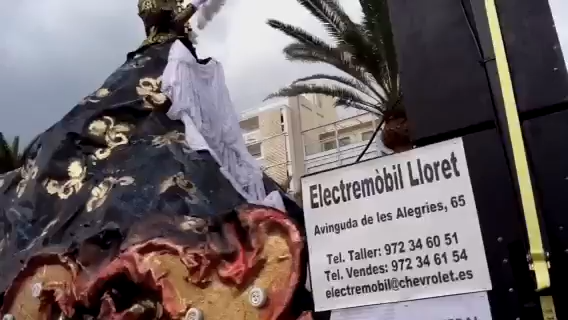 Electremòbil Lloret
Avinguda de les Alegries, 65
Tel. Taller: 972 34 60 51
Tel. Vendes: 972 34 61 54
electremobil@chevrolet.es